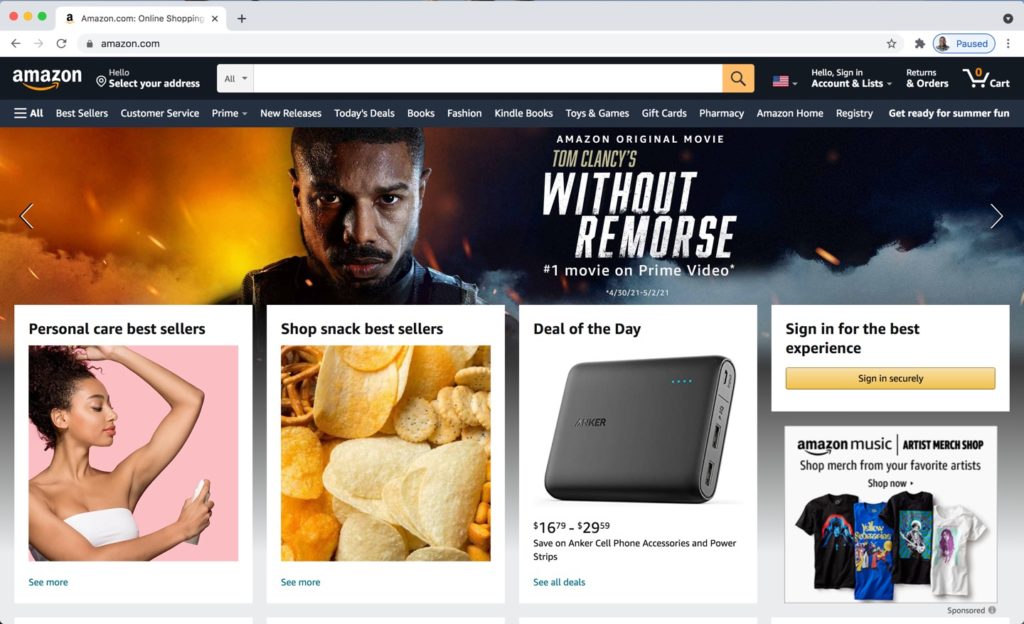 Amazon.com: Online Shopping
amazon.com
Paused
amazon
Hello
Select your address
All
Hello, Sign in
Account & Lists
Returns
& Orders
0
Cart
All
Best Sellers
Customer Service
Prime
New Releases
Today's Deals
Books
Fashion
Kindle Books
Toys & Games
Gift Cards
Pharmacy
Amazon Home
Registry
Get ready for summer fun
AMAZON ORIGINAL MOVIE
TOM CLANCY'S
WITHOUT
REMORSE
#1 movie on Prime Video*
*4/30/21-5/2/21
Personal care best sellers
See more
Shop snack best sellers
See more
Deal of the Day
ANKER
$1679 - $2959
Save on Anker Cell Phone Accessories and Power
Strips
See all deals
Sign in for the best
experience
Sign in securely
amazon music | ARTIST MERCH SHOP
Shop merch from your favorite artists
Shop now
Sponsored